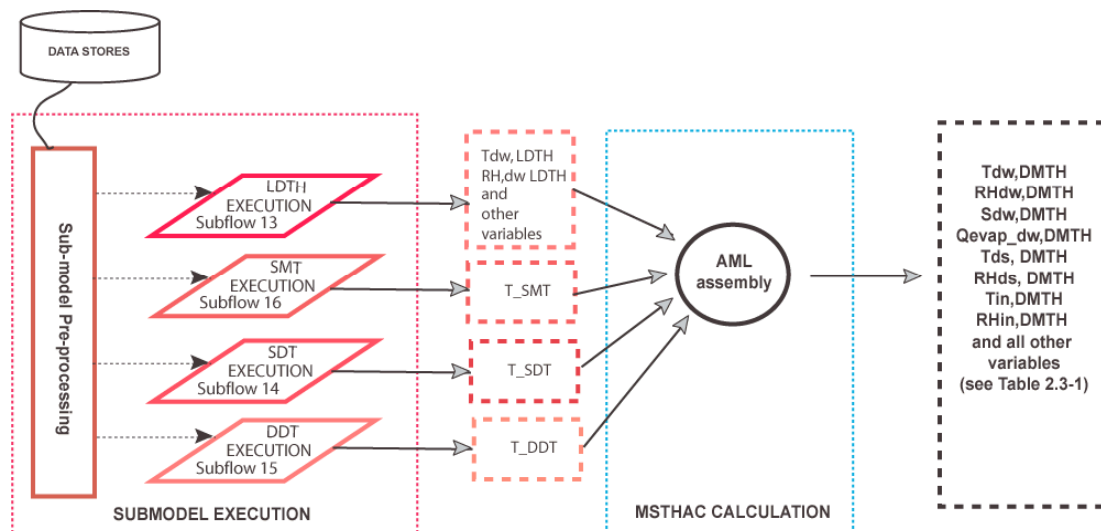 DATA STORES
Sub-model Pre-processing
LDTH
EXECUTION
Subflow 13
SMT
EXECUTION
Subflow 16
SDT
EXECUTION
Subflow 14
DDT
EXECUTION
Subflow 15
SUBMODEL EXECUTION
Tdw, LDTH
RH,dw LDTH
and
other
variables
T_SMT
T_SDT
T_DDT
AML
assembly
MSTHAC CALCULATION
Tdw,DMTH
RHdw,DMTH
Sdw,DMTH
Qevap_dw,DMTH
Tds, DMTH
RHds, DMTH
Tin,DMTH
RHin,DMTH
and all other
variables
(see Table 2.3-1)